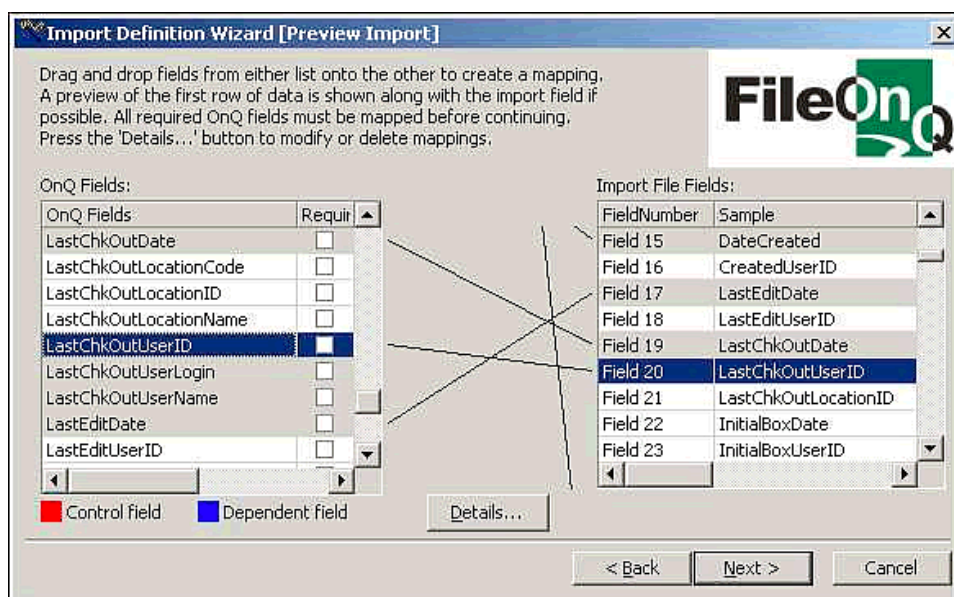 Import Definition Wizard [Preview Import]
Drag and drop fields from either list onto the other to create a mapping.
A preview of the first row of data is shown along with the import field if
possible. All required OnQ fields must be mapped before continuing.
Press the 'Details...' button to modify or delete mappings.
FileOnQ
OnQ Fields:
OnQ Fields Requir
LastChkOutDate
LastChkOutLocationCode
LastChkOutLocationID
LastChkOutLocationName
LastChkOutUserID
LastChkOutUserLogin
LastChkOutUserName
LastEditDate
LastEditUserID
Import File Fields:
FieldNumber Sample
Field 15 DateCreated
Field 16 CreatedUserID
Field 17 LastEditDate
Field 18 LastEditUserID
Field 19 LastChkOutDate
Field 20 LastChkOutUserID
Field 21 LastChkOutLocationID
Field 22 InitialBoxDate
Field 23 InitialBoxUserID
Control field Dependent field
Details...
< Back Next > Cancel